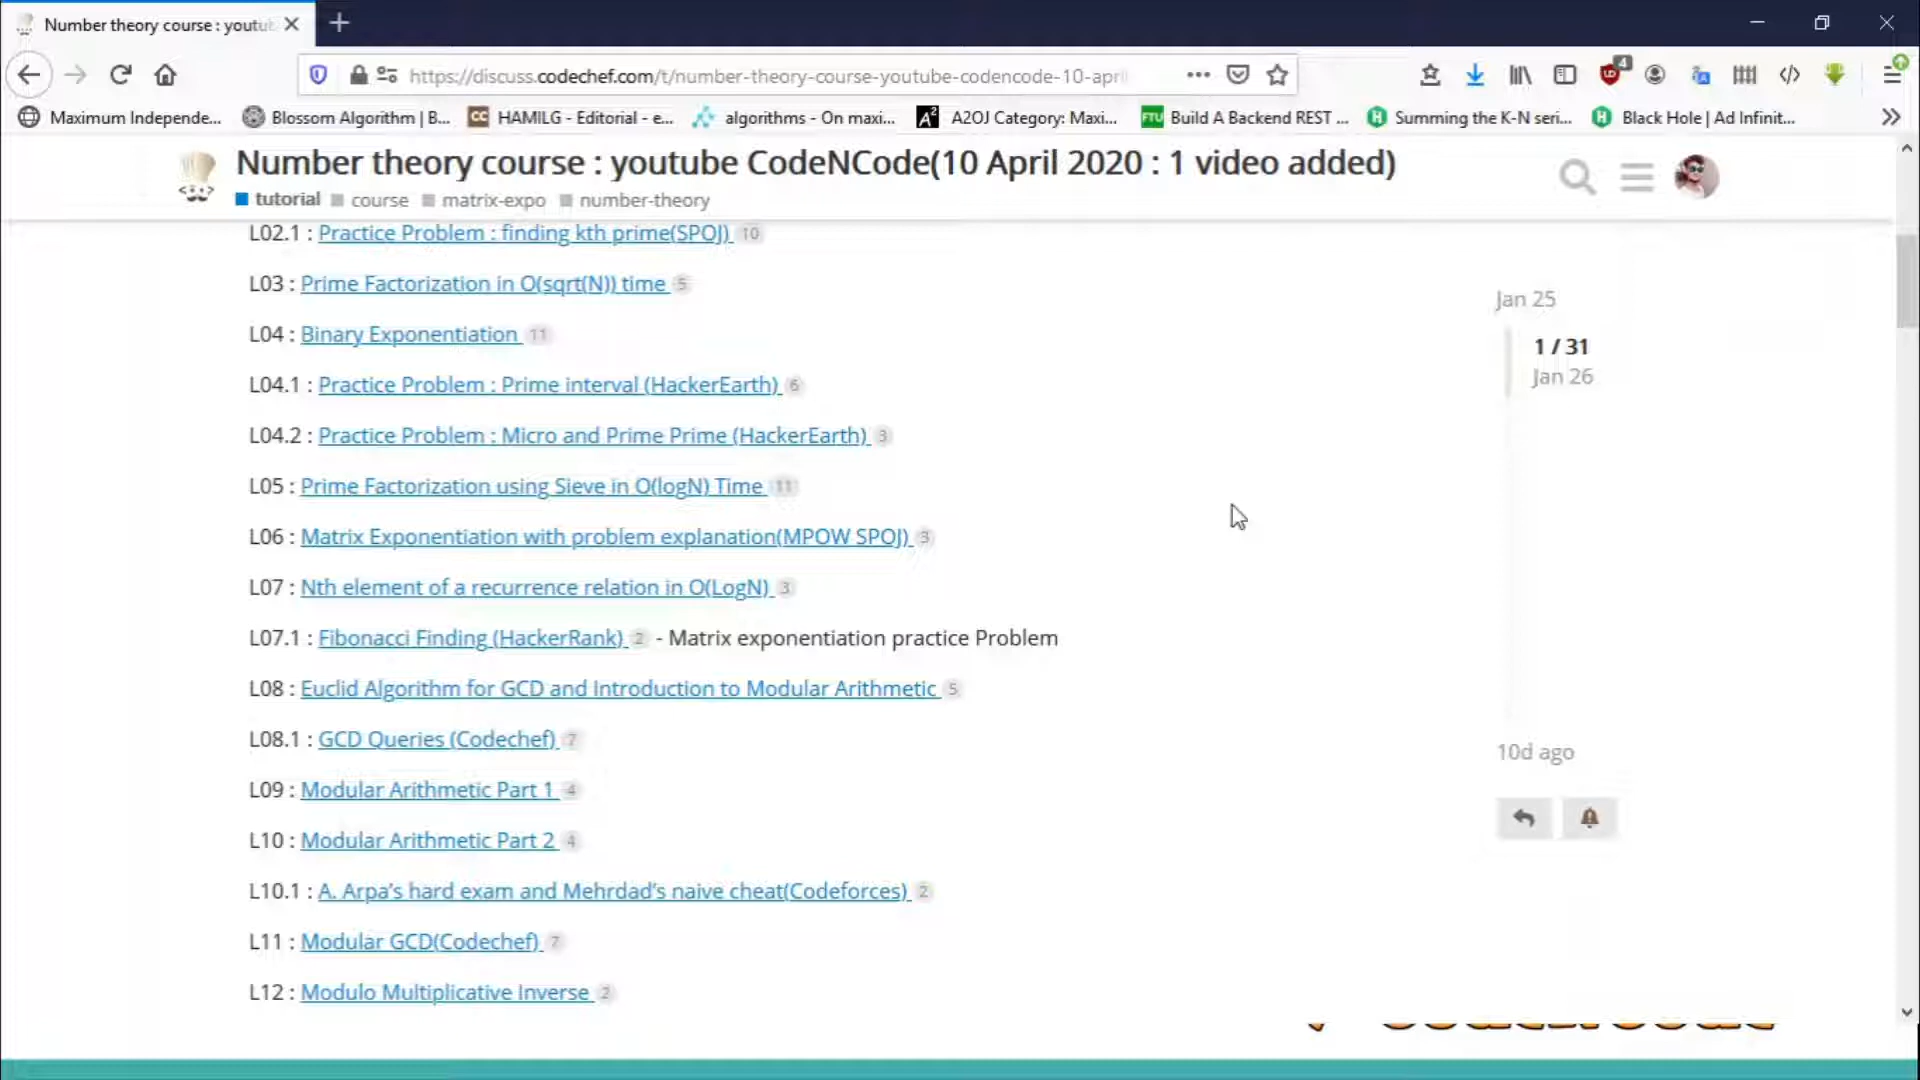 Number theory course : youtu
https://discuss.codechef.com/t/number-theory-course-youtube-codencode-10-apri
4
Maximum Independe...
Blossom Algorithm | B...
CC HAMILG - Editorial - e...
algorithms - On maxi...
A2OJ Category: Maxi...
FTU Build A Backend REST ...
H Summing the K-N seri...
H Black Hole | Ad Infinit...
Number theory course : youtube CodeNCode(10 April 2020 : 1 video added)
tutorial course matrix-expo number-theory
L02.1 : Practice Problem : finding kth prime(SPOJ) 10
L03 : Prime Factorization in O(sqrt(N)) time 5
L04 : Binary Exponentiation 11
L04.1 : Practice Problem : Prime interval (HackerEarth) 6
L04.2 : Practice Problem : Micro and Prime Prime (HackerEarth) 3
L05 : Prime Factorization using Sieve in O(logN) Time 11
L06 : Matrix Exponentiation with problem explanation(MPOW SPOJ) 3
L07 : Nth element of a recurrence relation in O(LogN) 3
L07.1 : Fibonacci Finding (HackerRank) 2 - Matrix exponentiation practice Problem
L08 : Euclid Algorithm for GCD and Introduction to Modular Arithmetic 5
L08.1 : GCD Queries (Codechef) 7
L09 : Modular Arithmetic Part 1 4
L10 : Modular Arithmetic Part 2 4
L10.1 : A. Arpa's hard exam and Mehrdad's naive cheat(Codeforces) 2
L11 : Modular GCD(Codechef) 7
L12 : Modulo Multiplicative Inverse 2
Jan 25
1 / 31
Jan 26
10d ago